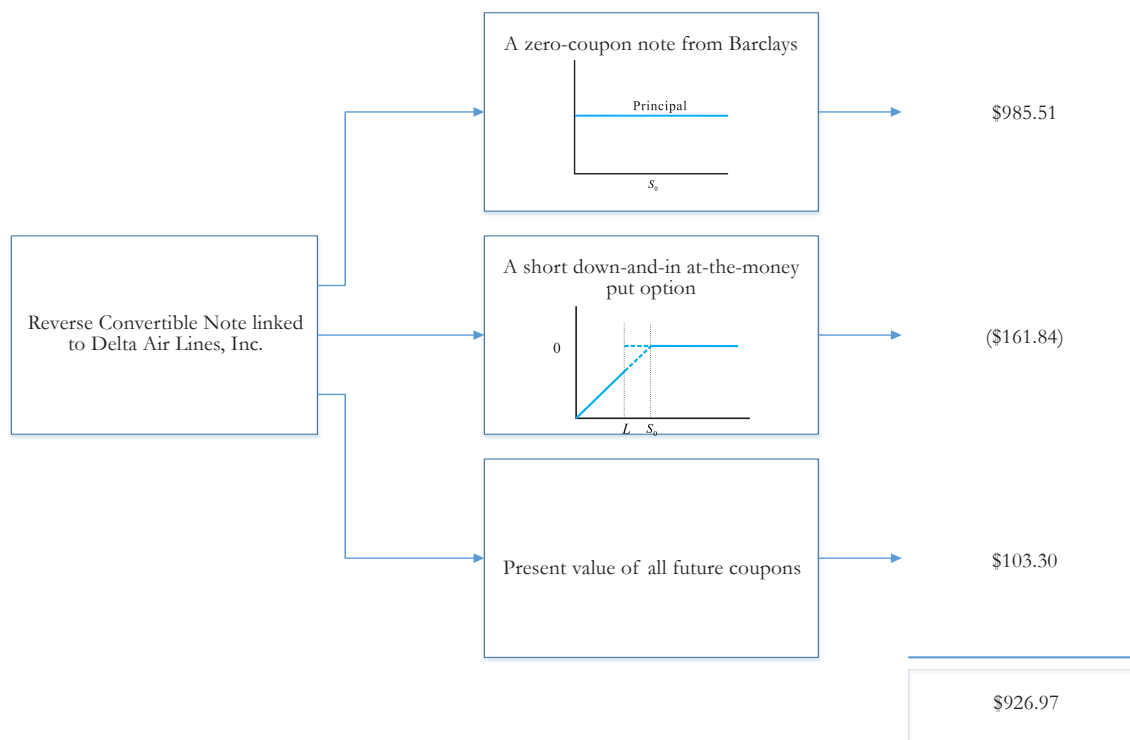 A zero-coupon note from Barclays
Principal
S₀
$985.51
Reverse Convertible Note linked
to Delta Air Lines, Inc.
A short down-and-in at-the-money
put option
0
L S₀
($161.84)
Present value of all future coupons
$103.30
$926.97